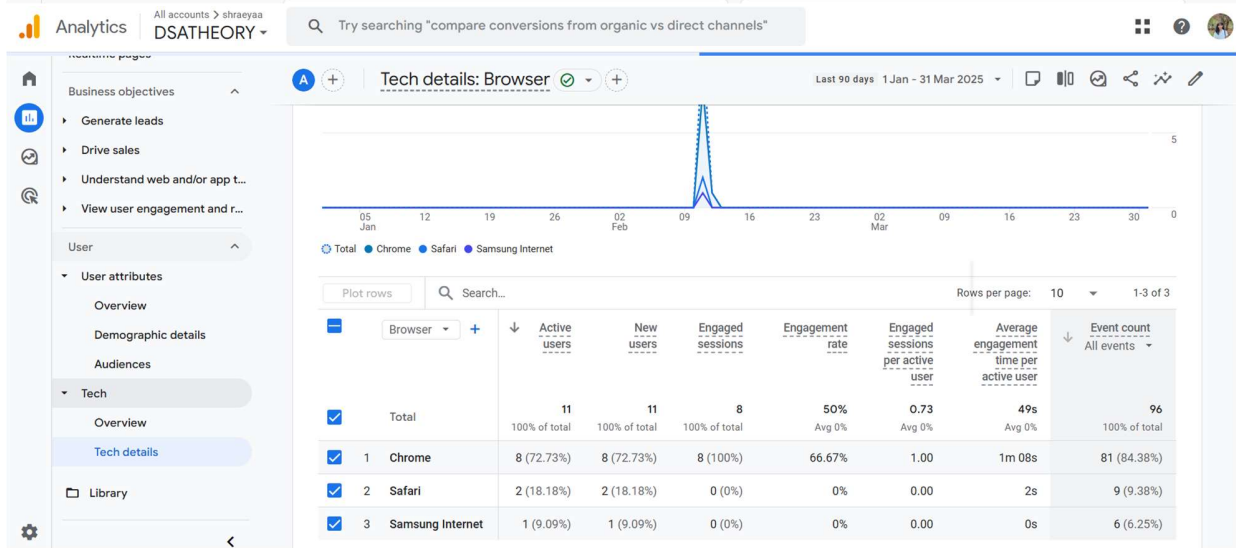 Analytics
All accounts > shraeyaa
DSATHEORY
Try searching "compare conversions from organic vs direct channels"
Realtime pages
Business objectives
Generate leads
Drive sales
Understand web and/or app t...
View user engagement and r...
User
User attributes
Overview
Demographic details
Audiences
Tech
Overview
Tech details
Library
A
Tech details: Browser
Last 90 days 1 Jan - 31 Mar 2025
5
0
05 12 19 26 02 09 16 23 02 09 16 23 30
Jan Feb Mar
Total Chrome Safari Samsung Internet
Plot rows
Search...
Rows per page: 10 1-3 of 3
Browser
Active users
New users
Engaged sessions
Engagement rate
Engaged sessions per active user
Average engagement time per active user
Event count
All events
Total 11 11 8 50% 0.73 49s 96
100% of total 100% of total 100% of total Avg 0% Avg 0% Avg 0% 100% of total
1 Chrome 8 (72.73%) 8 (72.73%) 8 (100%) 66.67% 1.00 1m 08s 81 (84.38%)
2 Safari 2 (18.18%) 2 (18.18%) 0 (0%) 0% 0.00 2s 9 (9.38%)
3 Samsung Internet 1 (9.09%) 1 (9.09%) 0 (0%) 0% 0.00 0s 6 (6.25%)